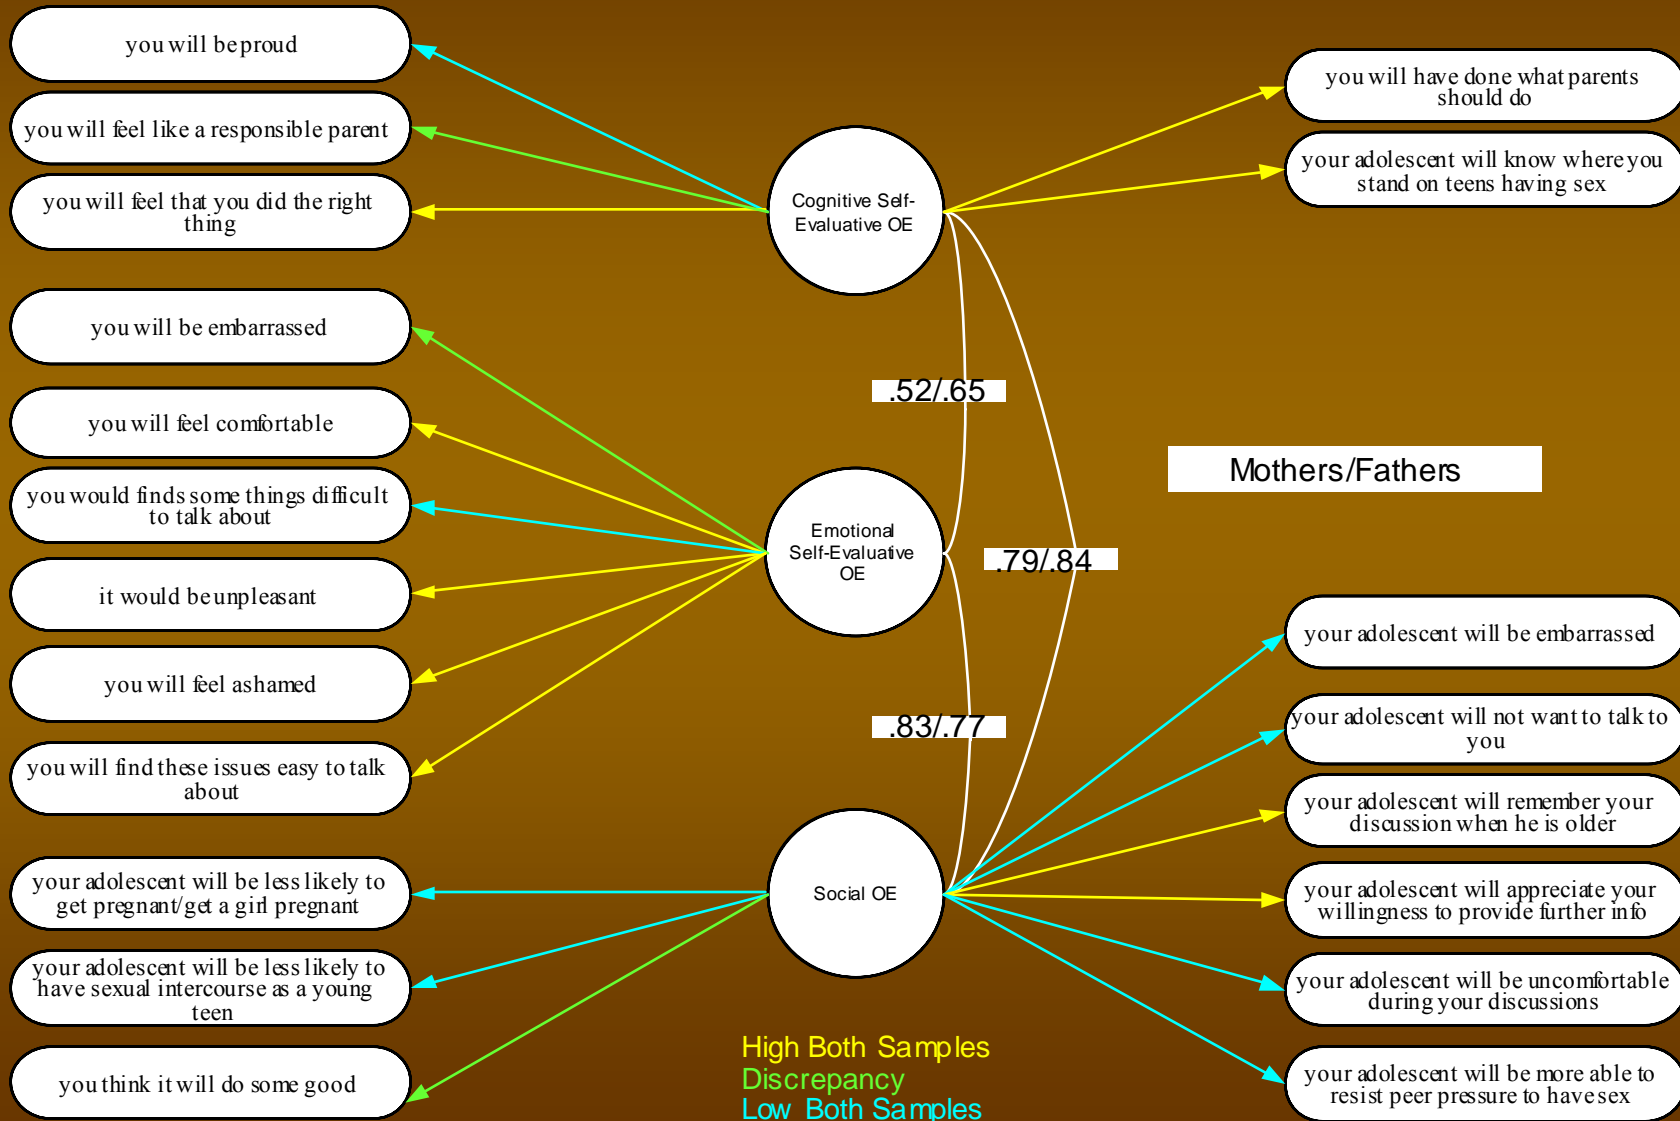 you will be proud
you will feel like a responsible parent
you will feel that you did the right
thing
you will be embarrassed
you will feel comfortable
you would finds some things difficult
to talk about
it would be unpleasant
you will feel ashamed
you will find these issues easy to talk
about
your adolescent will be less likely to
get pregnant/get a girl pregnant
your adolescent will be less likely to
have sexual intercourse as a young
teen
you think it will do some good
Cognitive Self-
Evaluative OE
.52/.65
Emotional
Self-Evaluative
OE
.79/.84
.83/.77
Social OE
High Both Samples
Discrepancy
Low Both Samples
you will have done what parents
should do
your adolescent will know where you
stand on teens having sex
Mothers/Fathers
your adolescent will be embarrassed
your adolescent will not want to talk to
you
your adolescent will remember your
discussion when he is older
your adolescent will appreciate your
willingness to provide further info
your adolescent will be uncomfortable
during your discussions
your adolescent will be more able to
resist peer pressure to have sex